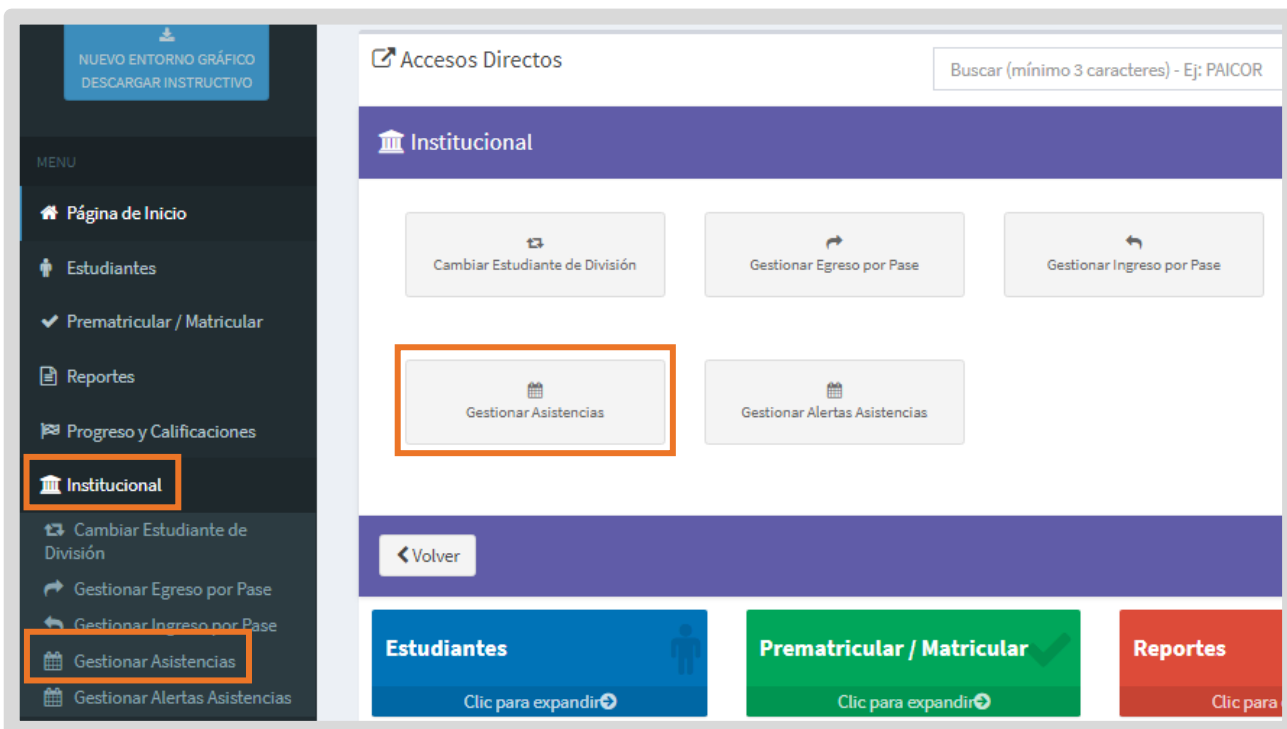 NUEVO ENTORNO GRÁFICO
DESCARGAR INSTRUCTIVO
MENU
Página de Inicio
Estudiantes
Prematricular / Matricular
Reportes
Progreso y Calificaciones
Institucional
Cambiar Estudiante de
División
Gestionar Egreso por Pase
Gestionar Ingreso por Pase
Gestionar Asistencias
Gestionar Alertas Asistencias
Accesos Directos
Buscar (mínimo 3 caracteres) - Ej: PAICOR
Institucional
Cambiar Estudiante de División
Gestionar Egreso por Pase
Gestionar Ingreso por Pase
Gestionar Asistencias
Gestionar Alertas Asistencias
Volver
Estudiantes
Clic para expandir
Prematricular / Matricular
Clic para expandir
Reportes
Clic para